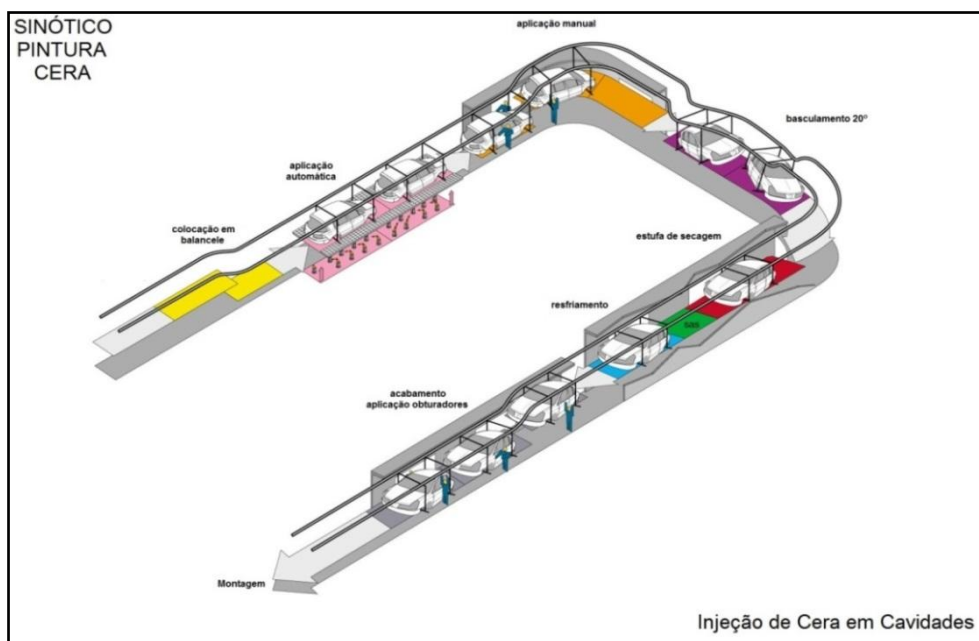 SINÓTICO
PINTURA
CERA
aplicação manual
basculamento 20º
aplicação
automática
colocação em
balancele
estufa de secagem
resfriamento
acabamento
aplicação obturadores
Montagem
Injeção de Cera em Cavidades